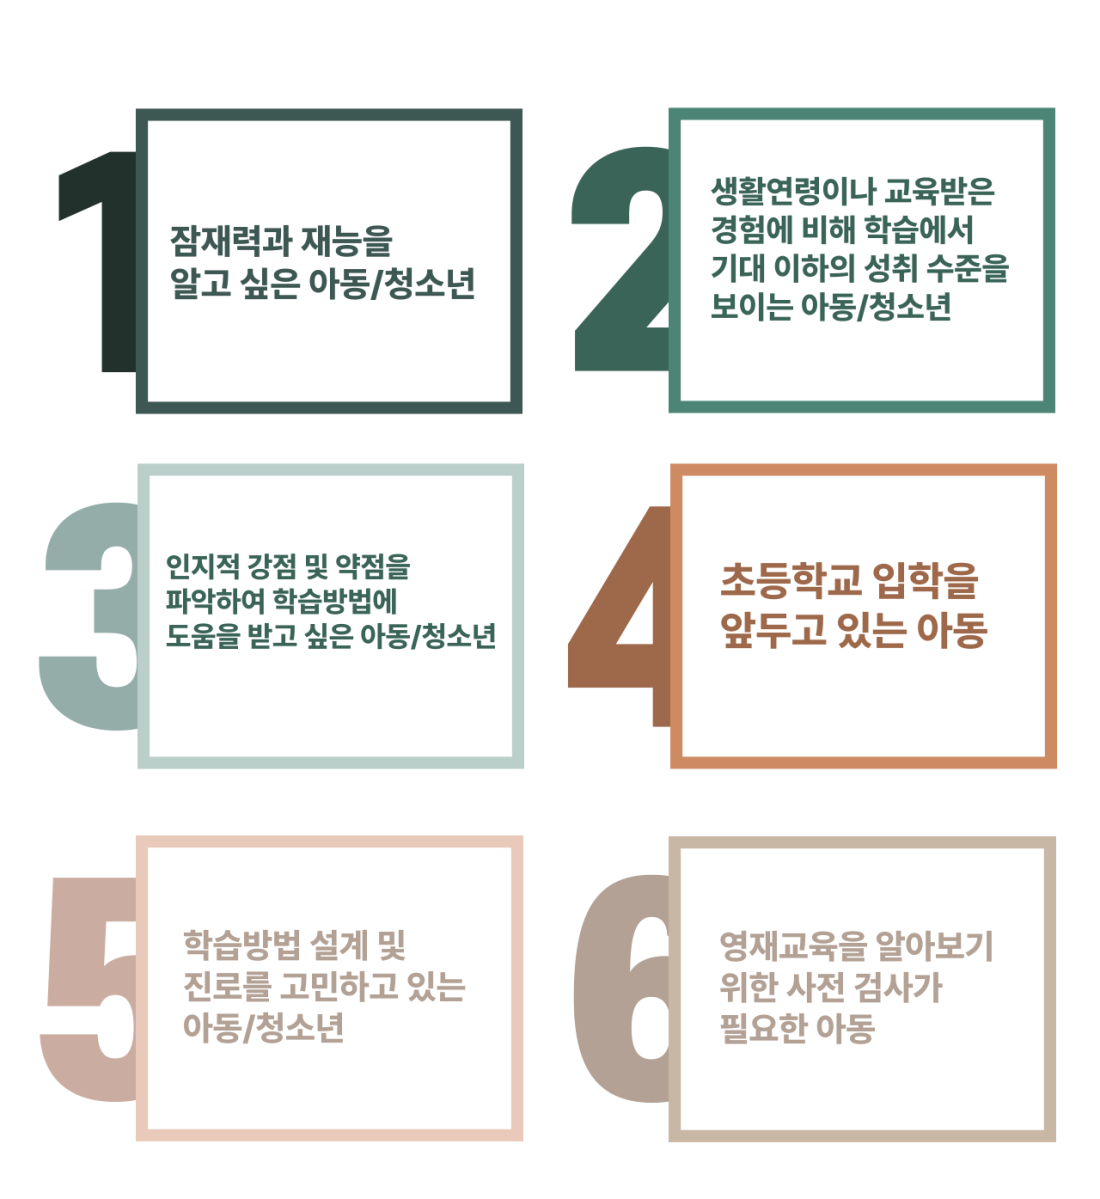 1
잠재력과 재능을
알고 싶은 아동/청소년
2
생활연령이나 교육받은
경험에 비해 학습에서
기대 이하의 성취 수준을
보이는 아동/청소년
3
인지적 강점 및 약점을
파악하여 학습방법에
도움을 받고 싶은 아동/청소년
4
초등학교 입학을
앞두고 있는 아동
5
학습방법 설계 및
진로를 고민하고 있는
아동/청소년
6
영재교육을 알아보기
위한 사전 검사가
필요한 아동